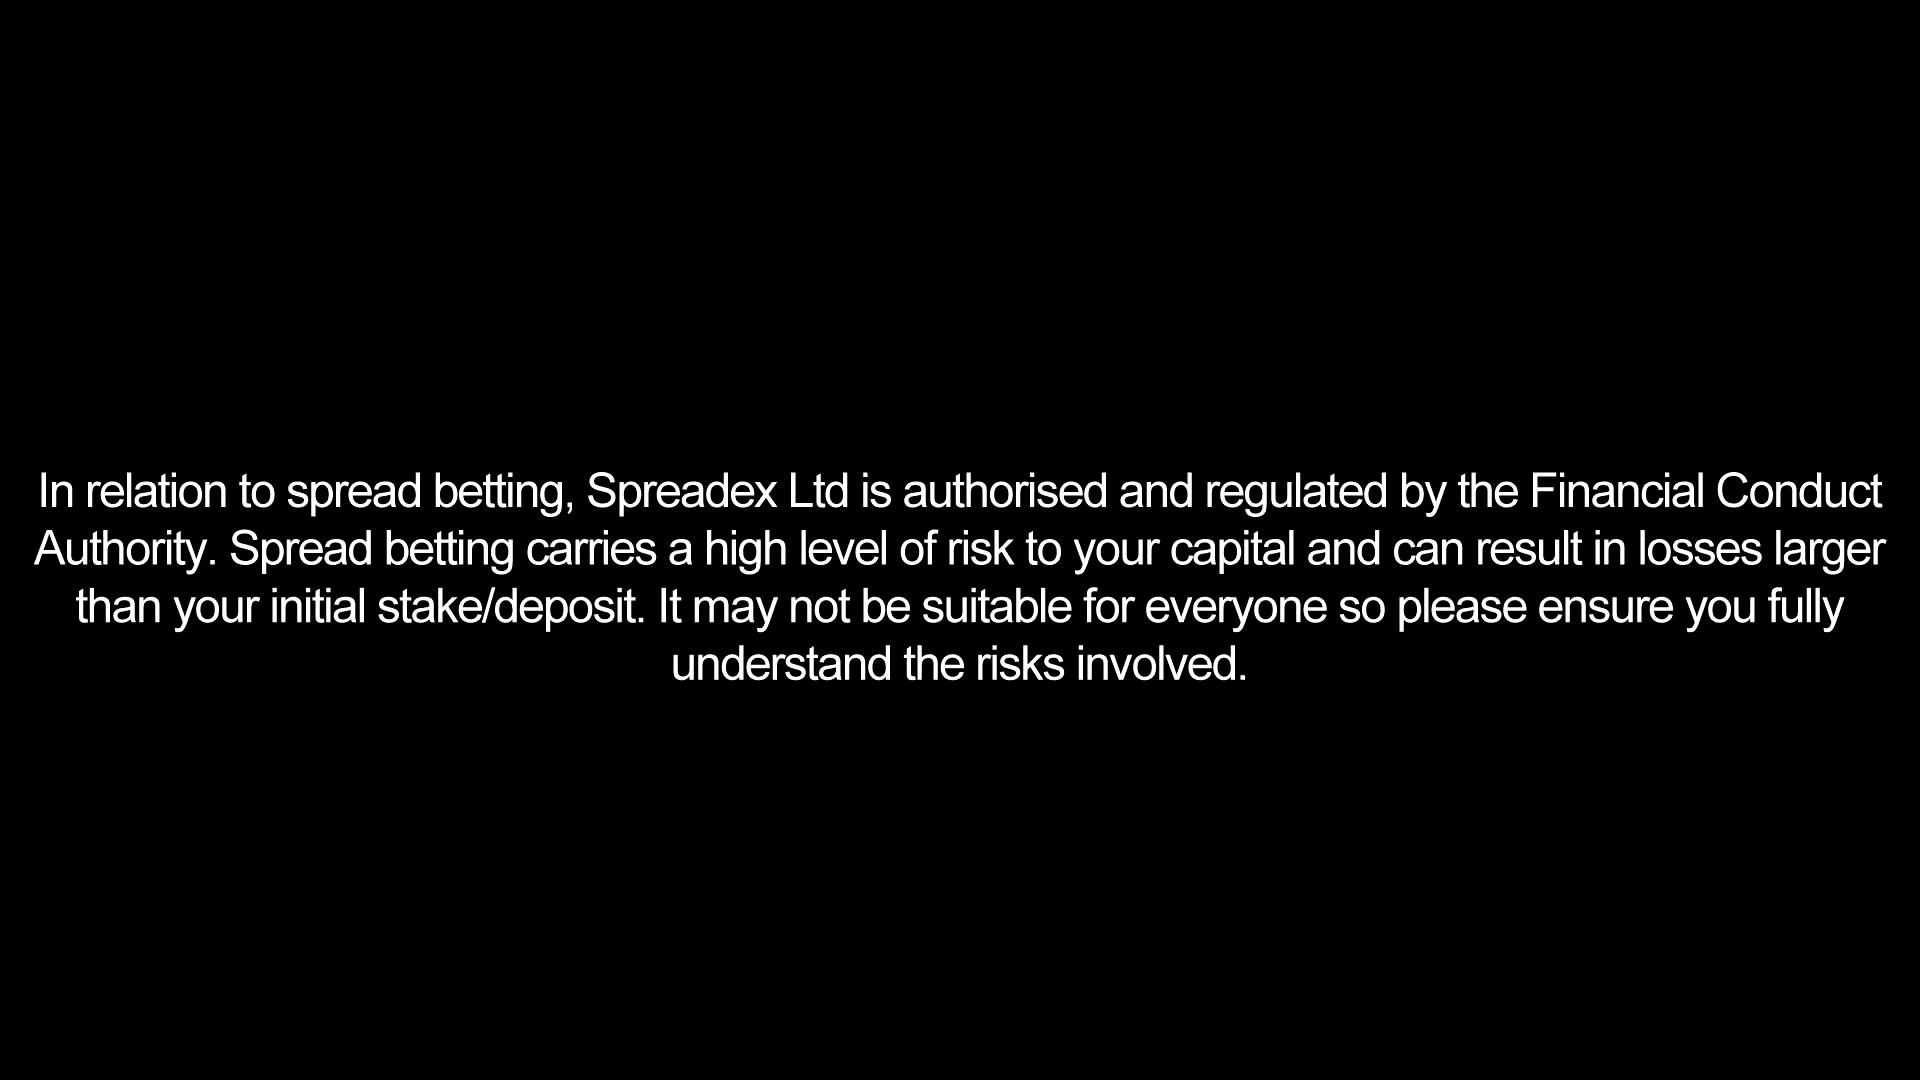 In relation to spread betting, Spreadex Ltd is authorised and regulated by the Financial Conduct
Authority. Spread betting carries a high level of risk to your capital and can result in losses larger
than your initial stake/deposit. It may not be suitable for everyone so please ensure you fully
understand the risks involved.